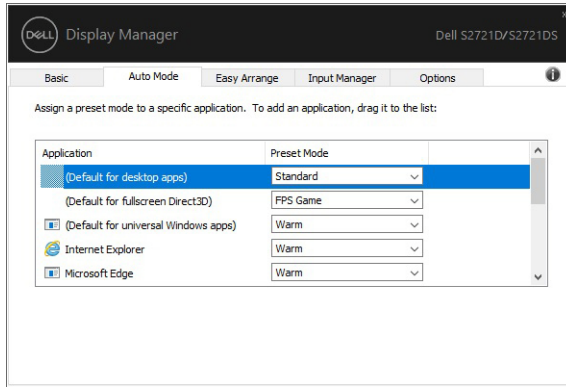 DELL Display Manager
Dell S2721D/S2721DS
Basic Auto Mode Easy Arrange Input Manager Options
Assign a preset mode to a specific application. To add an application, drag it to the list:
Application Preset Mode
(Default for desktop apps) Standard
(Default for fullscreen Direct3D) FPS Game
(Default for universal Windows apps) Warm
Internet Explorer Warm
Microsoft Edge Warm